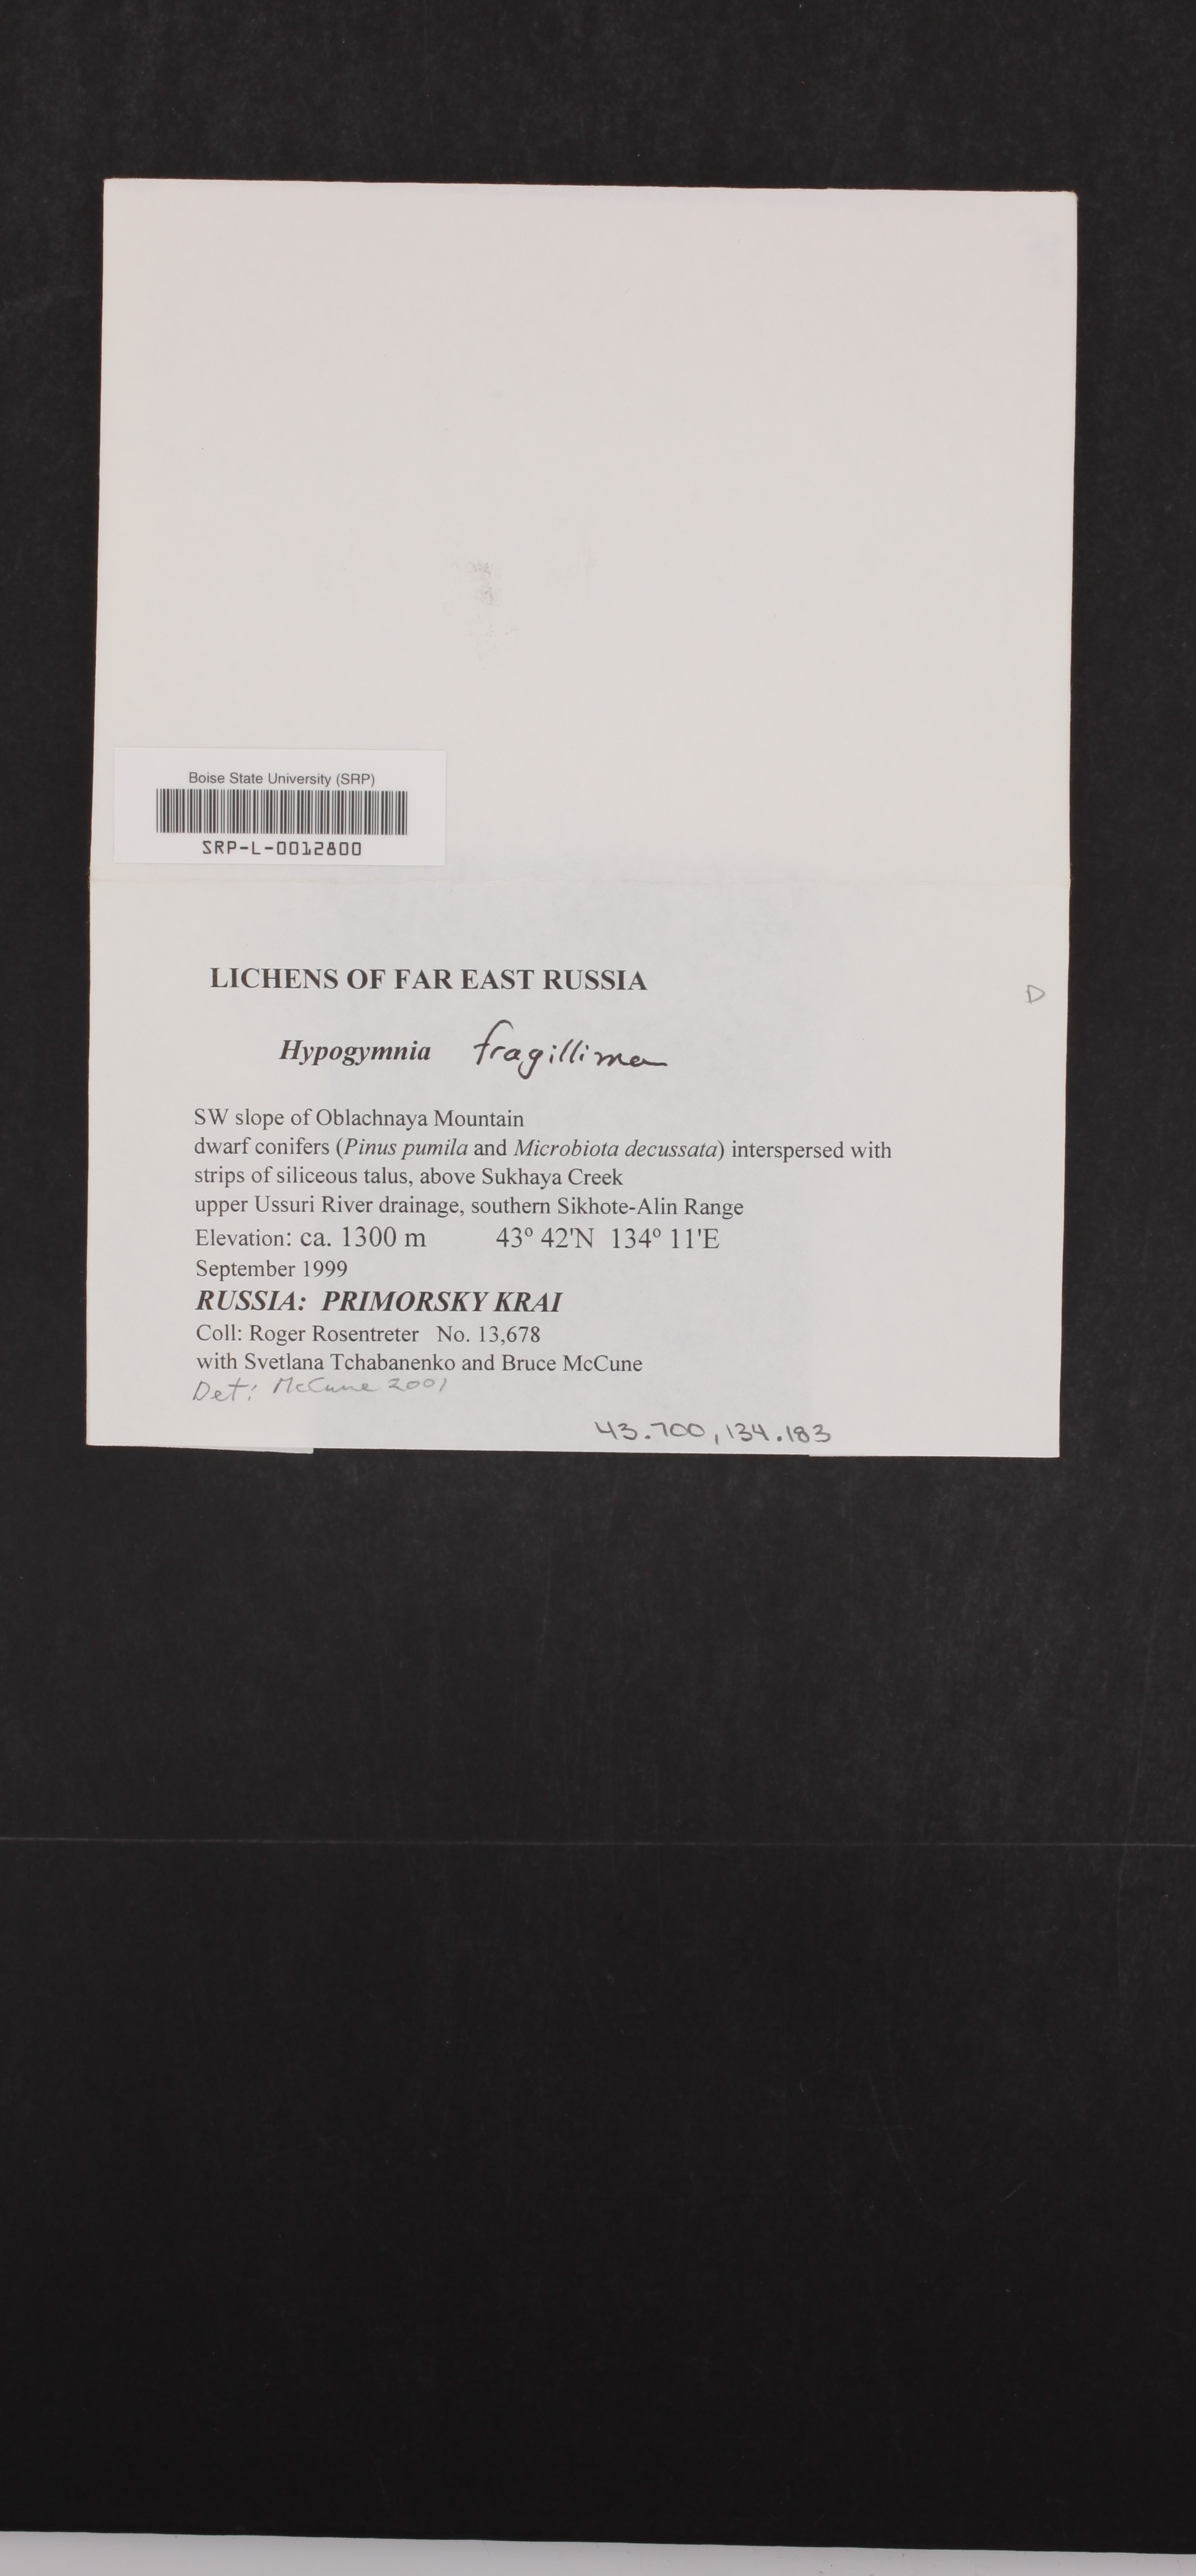 Boise State University (SRP)
SRP-L-0012800
LICHENS OF FAR EAST RUSSIA
D
Hypogymnia fragillima
SW slope of Oblachnaya Mountain
dwarf conifers (Pinus pumila and Microbiota decussata) interspersed with
strips of siliceous talus, above Sukhaya Creek
upper Ussuri River drainage, southern Sikhote-Alin Range
Elevation: ca. 1300 m 43º 42'N 134º 11'E
September 1999
RUSSIA: PRIMORSKY KRAI
Coll: Roger Rosentreter No. 13,678
with Svetlana Tchabanenko and Bruce McCune
Det: McCune 2001
43.700, 134.183